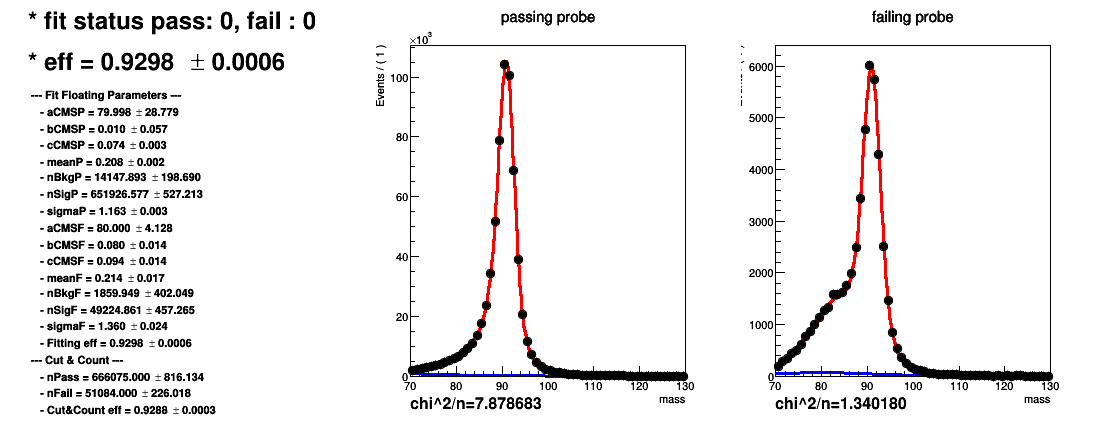 * fit status pass: 0, fail : 0
* eff = 0.9298 ± 0.0006
--- Fit Floating Parameters ---
- aCMSP = 79.998 ± 28.779
- bCMSP = 0.010 ± 0.057
- cCMSP = 0.074 ± 0.003
- meanP = 0.208 ± 0.002
- nBkgP = 14147.893 ± 198.690
- nSigP = 651926.577 ± 527.213
- sigmaP = 1.163 ± 0.003
- aCMSF = 80.000 ± 4.128
- bCMSF = 0.080 ± 0.014
- cCMSF = 0.094 ± 0.014
- meanF = 0.214 ± 0.017
- nBkgF = 1859.949 ± 402.049
- nSigF = 49224.861 ± 457.265
- sigmaF = 1.360 ± 0.024
- Fitting eff = 0.9298 ± 0.0006
--- Cut & Count ---
- nPass = 666075.000 ± 816.134
- nFail = 51084.000 ± 226.018
- Cut&Count eff = 0.9288 ± 0.0003
passing probe
×10³
Events / ( 1 )
100
80
60
40
20
0
70 80 90 100 110 120 130
mass
chi^2/n=7.878683
failing probe
6000
5000
4000
3000
2000
1000
0
70 80 90 100 110 120 130
mass
chi^2/n=1.340180